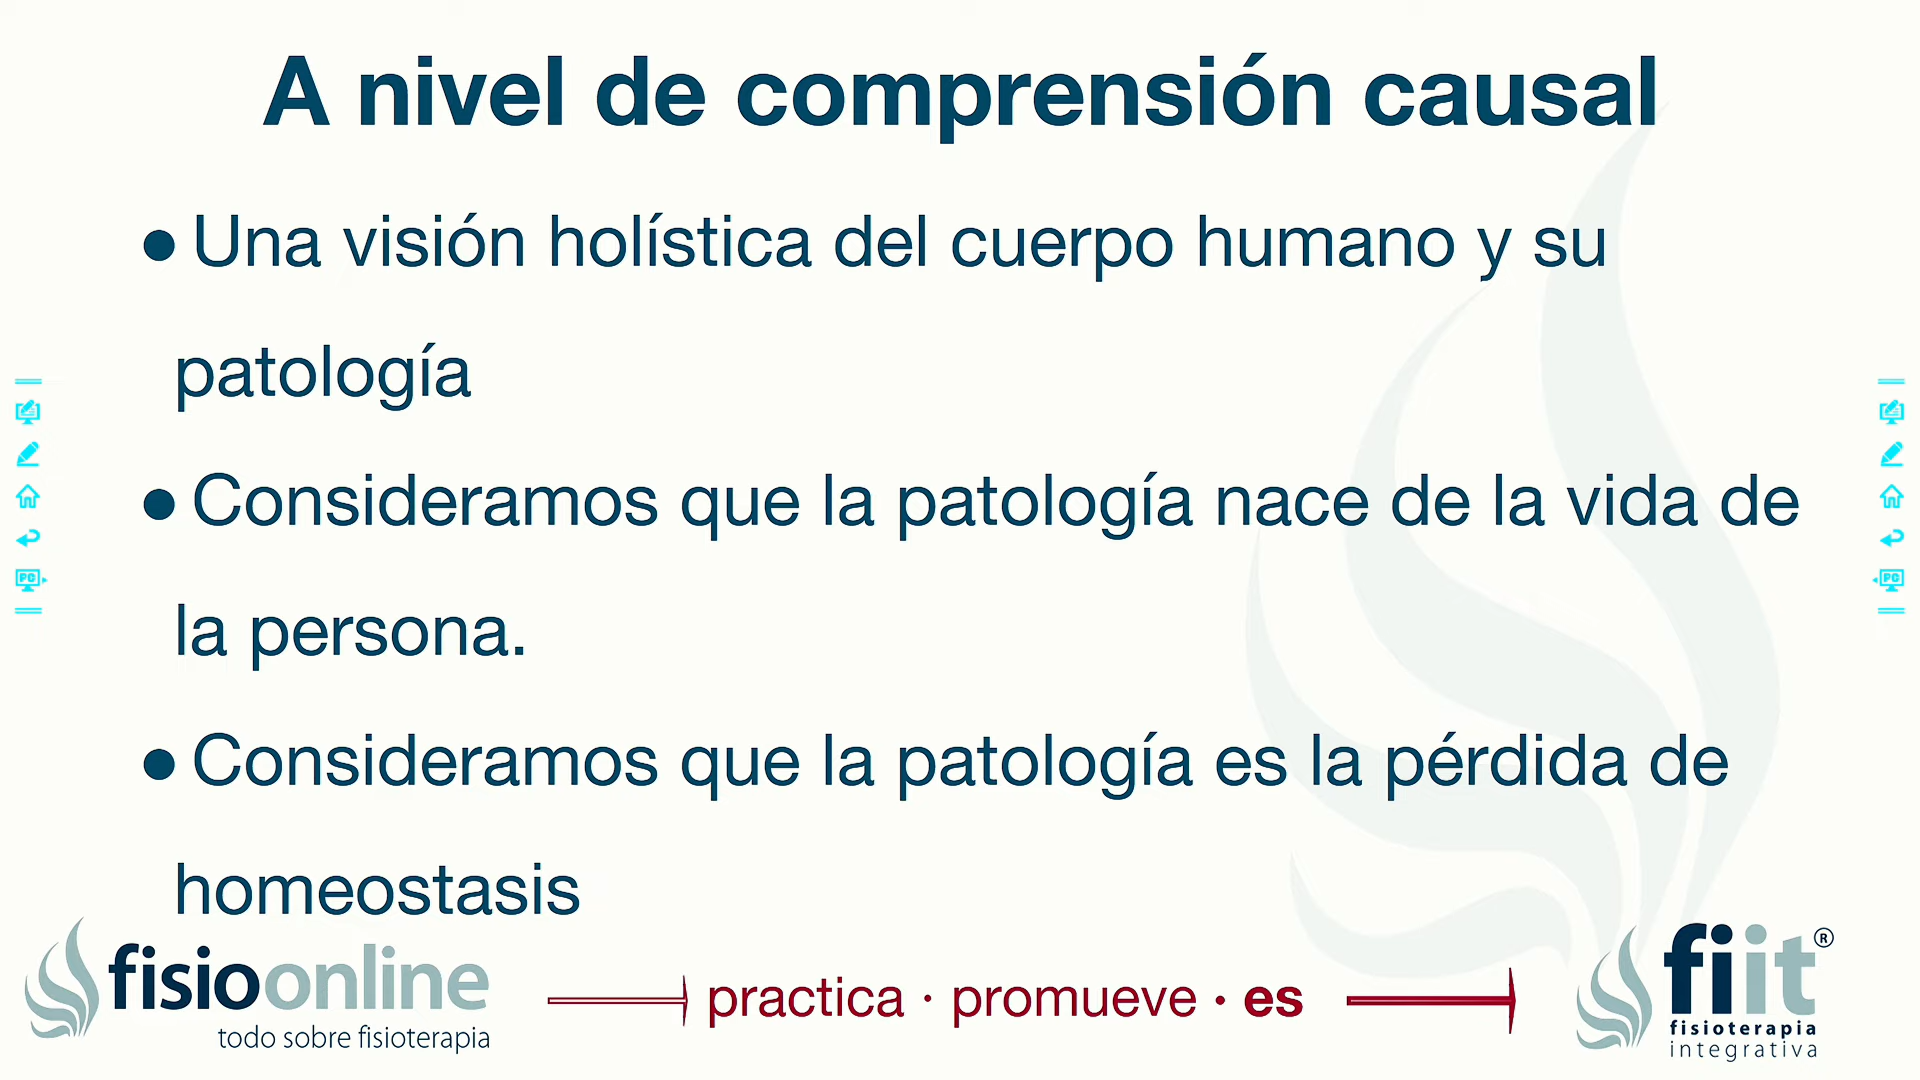 A nivel de comprensión causal
● Una visión holística del cuerpo humano y su
patología
● Consideramos que la patología nace de la vida de
la persona.
● Consideramos que la patología es la pérdida de
homeostasis
fisioonline
todo sobre fisioterapia
practica · promueve · es
fiit®
fisioterapia
integrativa
PC
PC